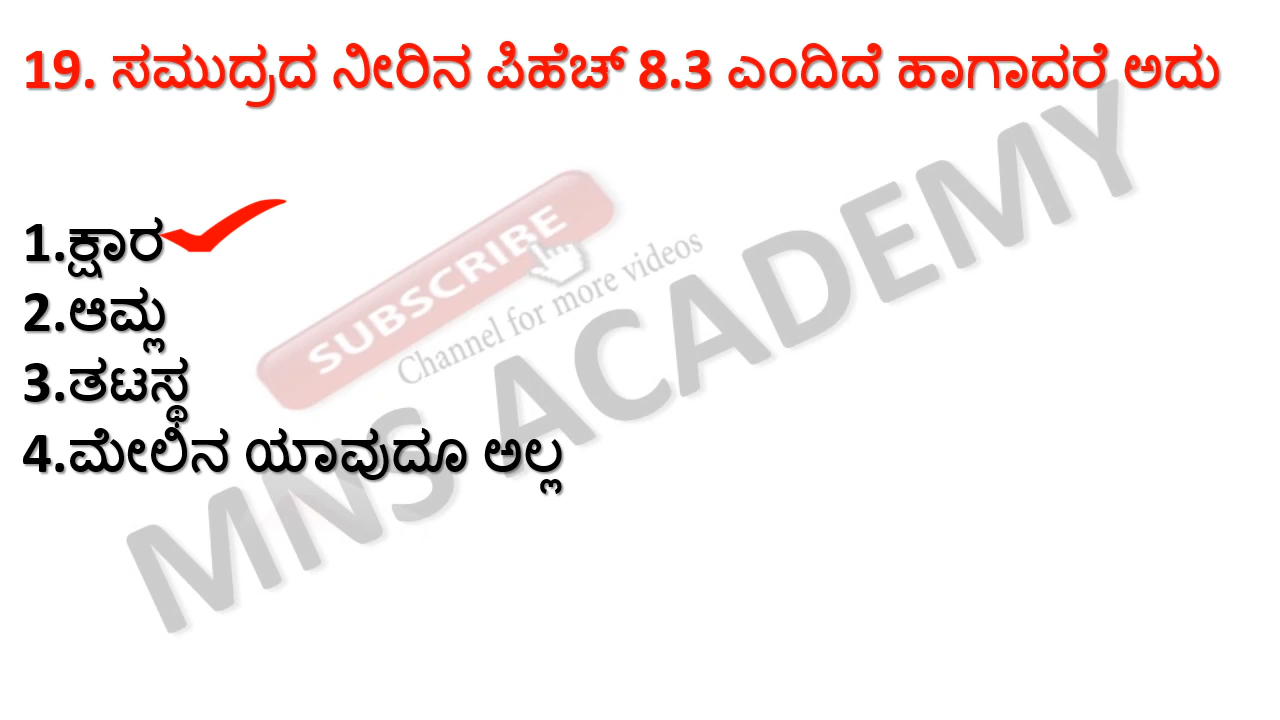 19. ಸಮುದ್ರದ ನೀರಿನ ಪಿಹೆಚ್ 8.3 ಎಂದಿದೆ ಹಾಗಾದರೆ ಅದು
1.ಕ್ಷಾರ
2.ಆಮ್ಲ
3.ತಟಸ್ಥ
4.ಮೇಲಿನ ಯಾವುದೂ ಅಲ್ಲ
SUBSCRIBE
Channel for more videos
MNS ACADEMY